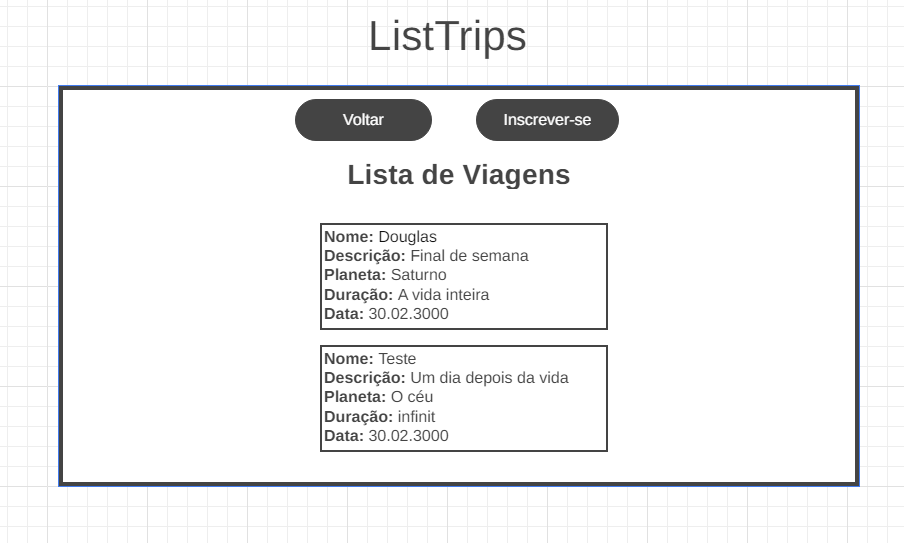 ListTrips
Voltar
Inscrever-se
Lista de Viagens
Nome: Douglas
Descrição: Final de semana
Planeta: Saturno
Duração: A vida inteira
Data: 30.02.3000
Nome: Teste
Descrição: Um dia depois da vida
Planeta: O céu
Duração: infinit
Data: 30.02.3000